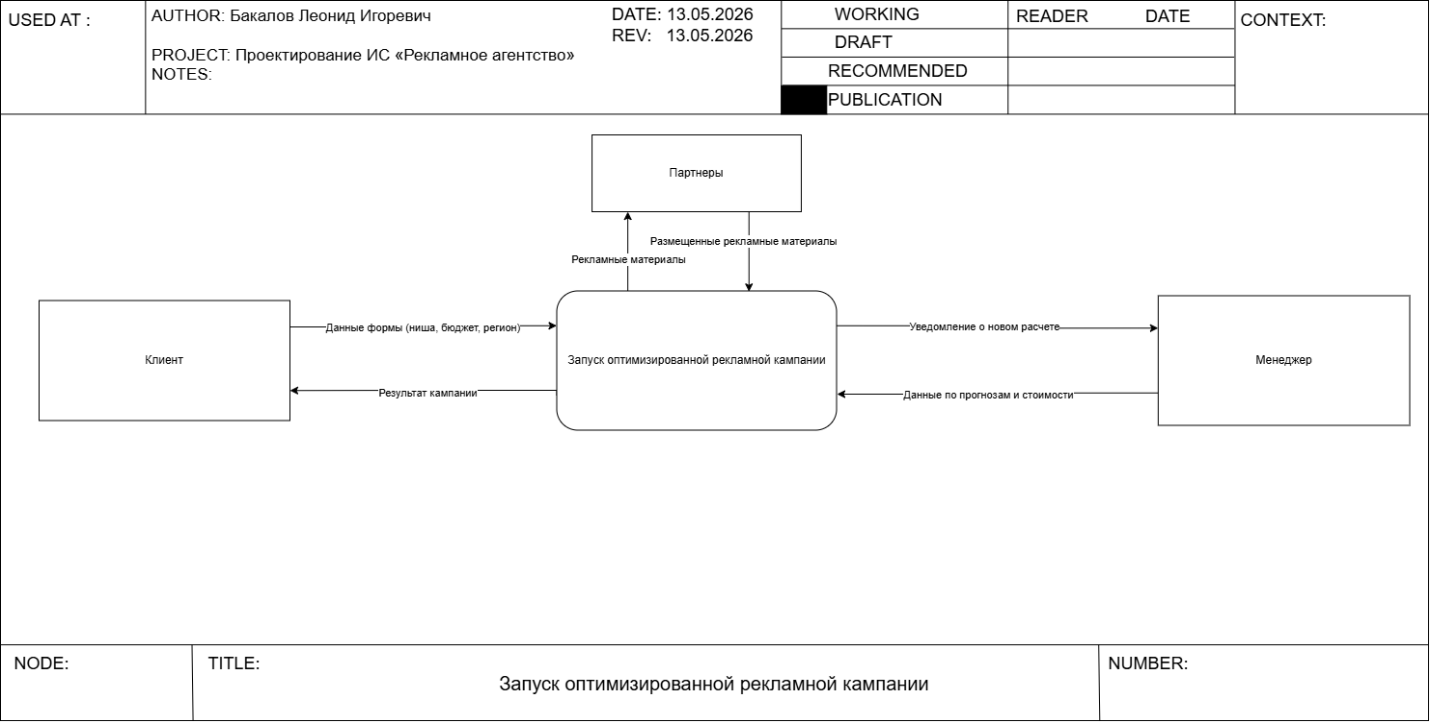 USED AT :
AUTHOR: Бакалов Леонид Игоревич
DATE: 13.05.2026
REV: 13.05.2026
PROJECT: Проектирование ИС «Рекламное агентство»
NOTES:
WORKING
DRAFT
RECOMMENDED
PUBLICATION
READER DATE
CONTEXT:
Партнеры
Размещенные рекламные материалы
Рекламные материалы
Данные формы (ниша, бюджет, регион)
Уведомление о новом расчете
Клиент
Запуск оптимизированной рекламной кампании
Менеджер
Результат кампании
Данные по прогнозам и стоимости
NODE:
TITLE:
Запуск оптимизированной рекламной кампании
NUMBER: